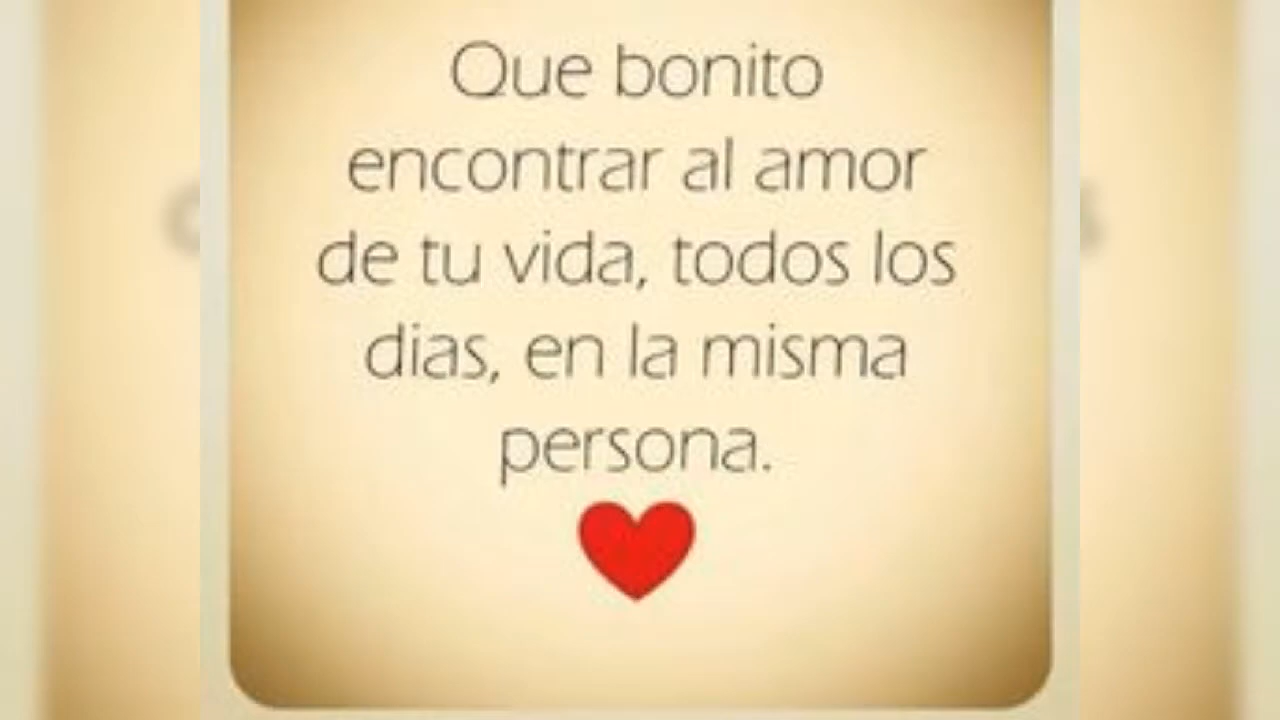 Que bonito
encontrar al amor
de tu vida, todos los
dias, en la misma
persona.